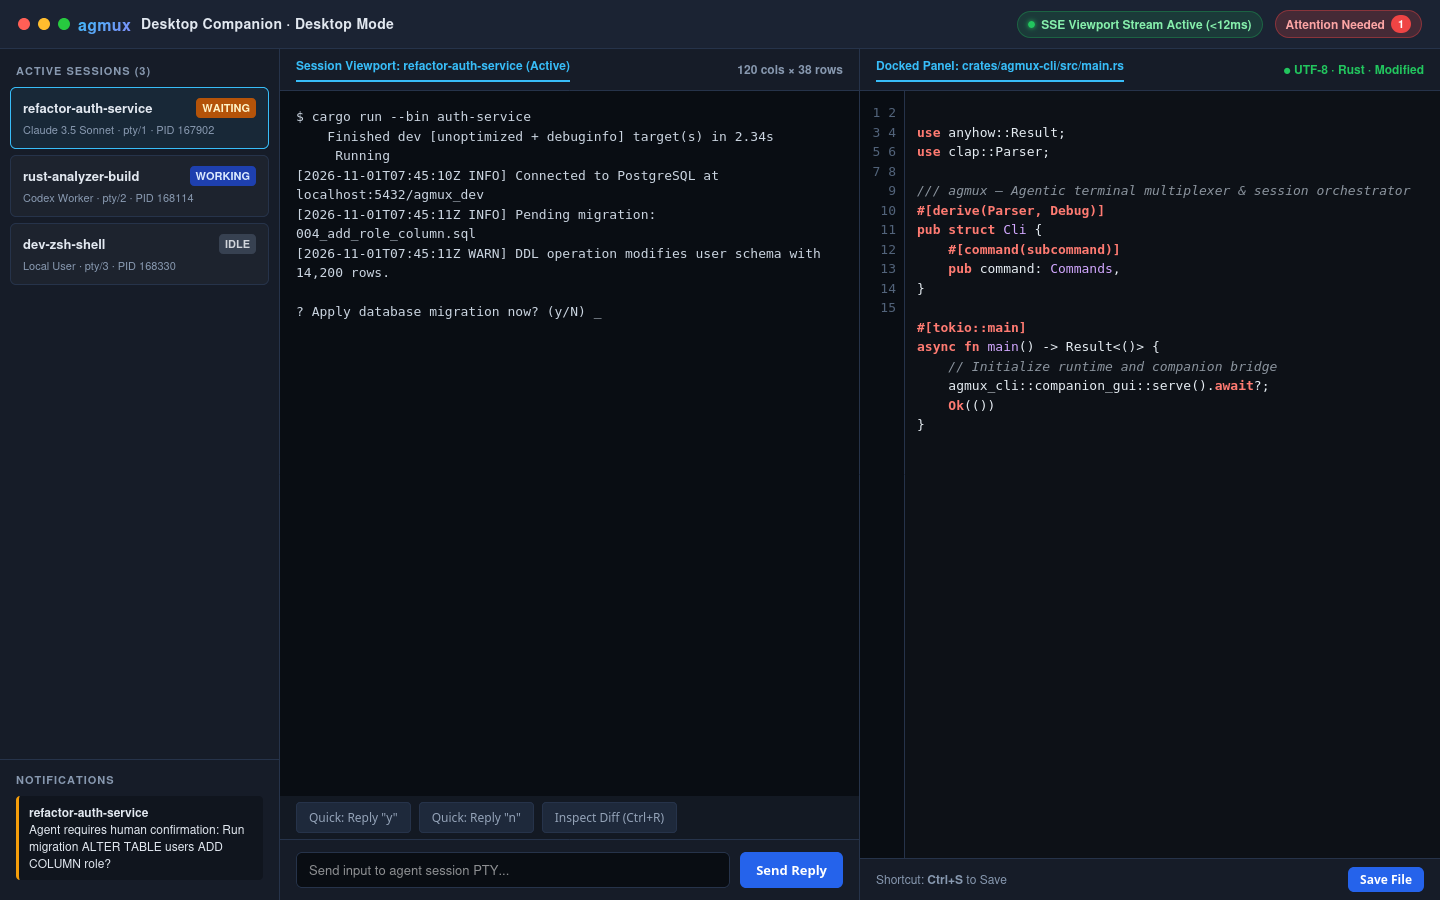 agmux Desktop Companion · Desktop Mode
SSE Viewport Stream Active (<12ms)
Attention Needed 1
ACTIVE SESSIONS (3)
refactor-auth-service WAITING
Claude 3.5 Sonnet · pty/1 · PID 167902
rust-analyzer-build WORKING
Codex Worker · pty/2 · PID 168114
dev-zsh-shell IDLE
Local User · pty/3 · PID 168330
NOTIFICATIONS
refactor-auth-service
Agent requires human confirmation: Run
migration ALTER TABLE users ADD
COLUMN role?
Session Viewport: refactor-auth-service (Active)
120 cols × 38 rows
$ cargo run --bin auth-service
    Finished dev [unoptimized + debuginfo] target(s) in 2.34s
     Running
[2026-11-01T07:45:10Z INFO] Connected to PostgreSQL at
localhost:5432/agmux_dev
[2026-11-01T07:45:11Z INFO] Pending migration:
004_add_role_column.sql
[2026-11-01T07:45:11Z WARN] DDL operation modifies user schema with
14,200 rows.
? Apply database migration now? (y/N) _
Quick: Reply "y"
Quick: Reply "n"
Inspect Diff (Ctrl+R)
Send input to agent session PTY...
Send Reply
Docked Panel: crates/agmux-cli/src/main.rs
● UTF-8 · Rust · Modified
1 2
3 4
5 6
7 8
9
10
11
12
13
14
15
use anyhow::Result;
use clap::Parser;
/// agmux — Agentic terminal multiplexer & session orchestrator
#[derive(Parser, Debug)]
pub struct Cli {
    #[command(subcommand)]
    pub command: Commands,
}
#[tokio::main]
async fn main() -> Result<()> {
    // Initialize runtime and companion bridge
    agmux_cli::companion_gui::serve().await?;
    Ok(())
}
Shortcut: Ctrl+S to Save
Save File